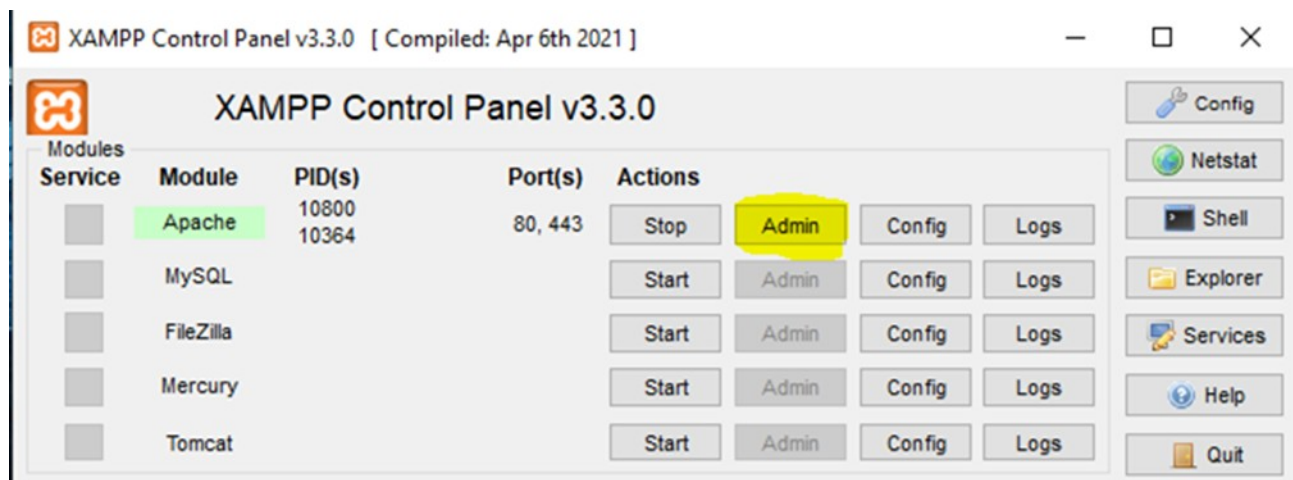 XAMPP Control Panel v3.3.0 [ Compiled: Apr 6th 2021 ]
XAMPP Control Panel v3.3.0
Config
Modules
Service Module PID(s) Port(s) Actions
Netstat
Apache 10800 10364 80, 443 Stop Admin Config Logs
Shell
MySQL Start Admin Config Logs
Explorer
FileZilla Start Admin Config Logs
Services
Mercury Start Admin Config Logs
Help
Tomcat Start Admin Config Logs
Quit